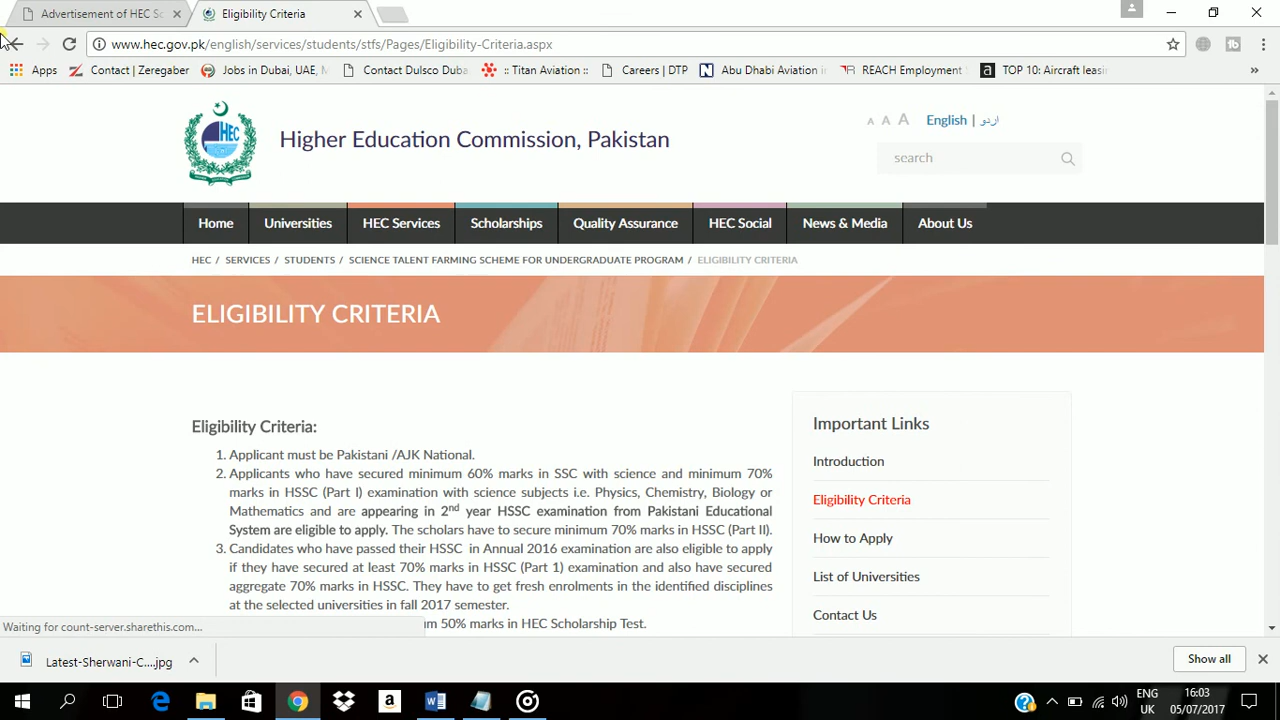 Advertisement of HEC Sc
Eligibility Criteria
www.hec.gov.pk/english/services/students/stfs/Pages/Eligibility-Criteria.aspx
Apps
Contact | Zeregaber
Jobs in Dubai, UAE, M
Contact Dulsco Duba
:: Titan Aviation ::
Careers | DTP
Abu Dhabi Aviation i
REACH Employment
TOP 10: Aircraft leasi
»
HEC
Higher Education Commission, Pakistan
A A A English | اردو
search
Home Universities HEC Services Scholarships Quality Assurance HEC Social News & Media About Us
HEC / SERVICES / STUDENTS / SCIENCE TALENT FARMING SCHEME FOR UNDERGRADUATE PROGRAM / ELIGIBILITY CRITERIA
ELIGIBILITY CRITERIA
Eligibility Criteria:
1. Applicant must be Pakistani /AJK National.
2. Applicants who have secured minimum 60% marks in SSC with science and minimum 70%
marks in HSSC (Part I) examination with science subjects i.e. Physics, Chemistry, Biology or
Mathematics and are appearing in 2nd year HSSC examination from Pakistani Educational
System are eligible to apply. The scholars have to secure minimum 70% marks in HSSC (Part II).
3. Candidates who have passed their HSSC in Annual 2016 examination are also eligible to apply
if they have secured at least 70% marks in HSSC (Part 1) examination and also have secured
aggregate 70% marks in HSSC. They have to get fresh enrolments in the identified disciplines
at the selected universities in fall 2017 semester.
m 50% marks in HEC Scholarship Test.
Important Links
Introduction
Eligibility Criteria
How to Apply
List of Universities
Contact Us
Waiting for count-server.sharethis.com...
Latest-Sherwani-C....jpg
Show all
ENG
UK
16:03
05/07/2017